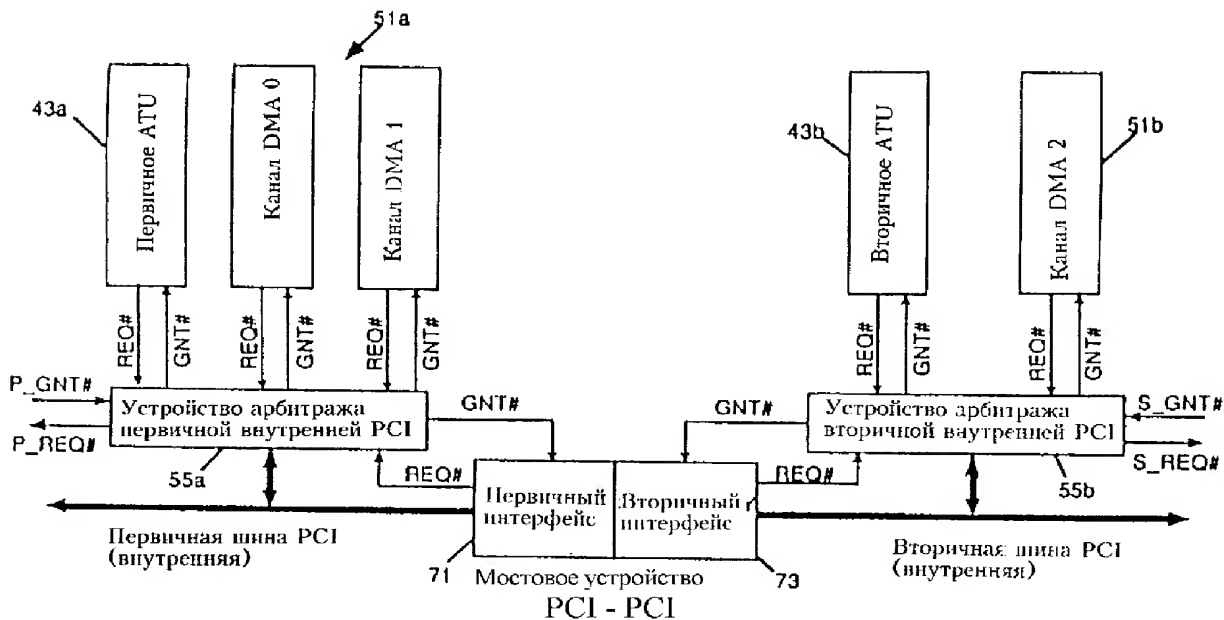 51a
43a
Первичное ATU
Канал DMA 0
Канал DMA 1
43b
Вторичное ATU
Канал DMA 2
51b
REQ#
GNT#
REQ#
GNT#
REQ#
GNT#
REQ#
GNT#
REQ#
GNT#
P_GNT#
P_REQ#
Устройство арбитража
первичной внутренней PCI
GNT#
GNT#
Устройство арбитража
вторичной внутренней PCI
S_GNT#
S_REQ#
55a
REQ#
REQ#
55b
Первичный
интерфейс
Вторичный
интерфейс
Первичная шина PCI
(внутренняя)
Вторичная шина PCI
(внутренняя)
71
Мостовое устройство
73
PCI - PCI